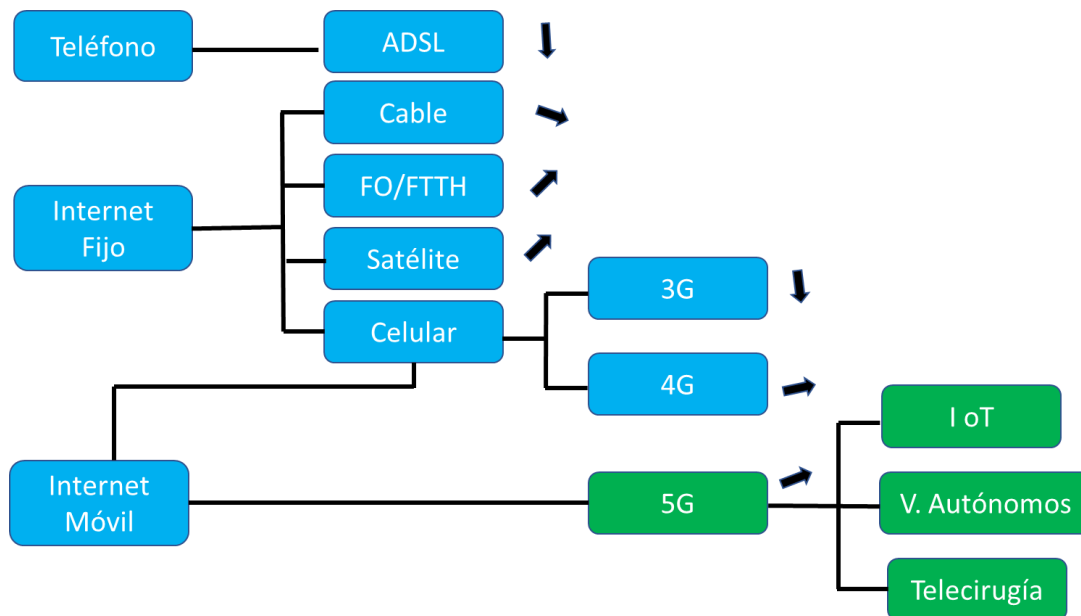 Teléfono
ADSL
Cable
FO/FTTH
Internet
Fijo
Satélite
Celular
3G
4G
I oT
Internet
Móvil
5G
V. Autónomos
Telecirugía